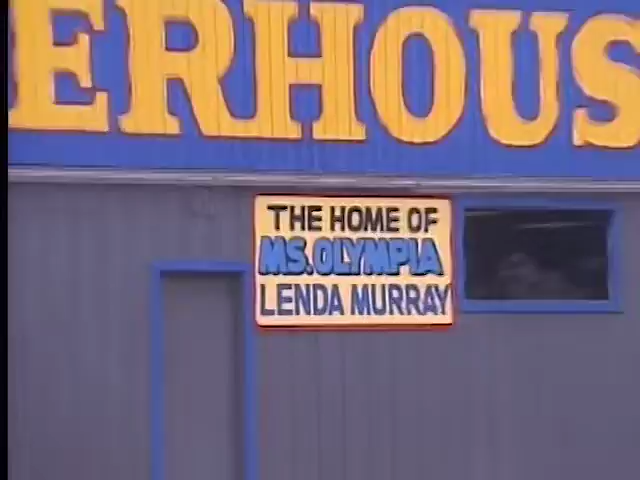 ERHOUS
THE HOME OF
MS. OLYMPIA
LENDA MURRAY